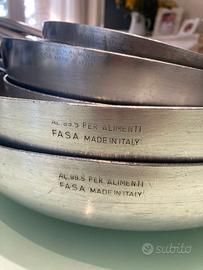 AL 99.5 PER ALIMENTI
FASA MADE IN ITALY
AL.99.5 PER ALIMENTI
FASA MADE IN ITALY
subito